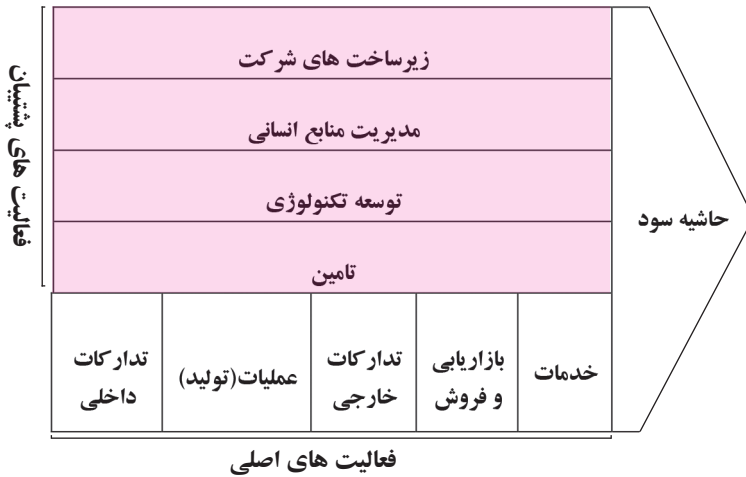 زیرساخت های شرکت
مدیریت منابع انسانی
توسعه تکنولوژی
تامین
فعالیت های پشتیبان
حاشیه سود
خدمات
بازاریابی
و فروش
تدارکات
خارجی
عملیات(تولید)
تدارکات
داخلی
فعالیت های اصلی